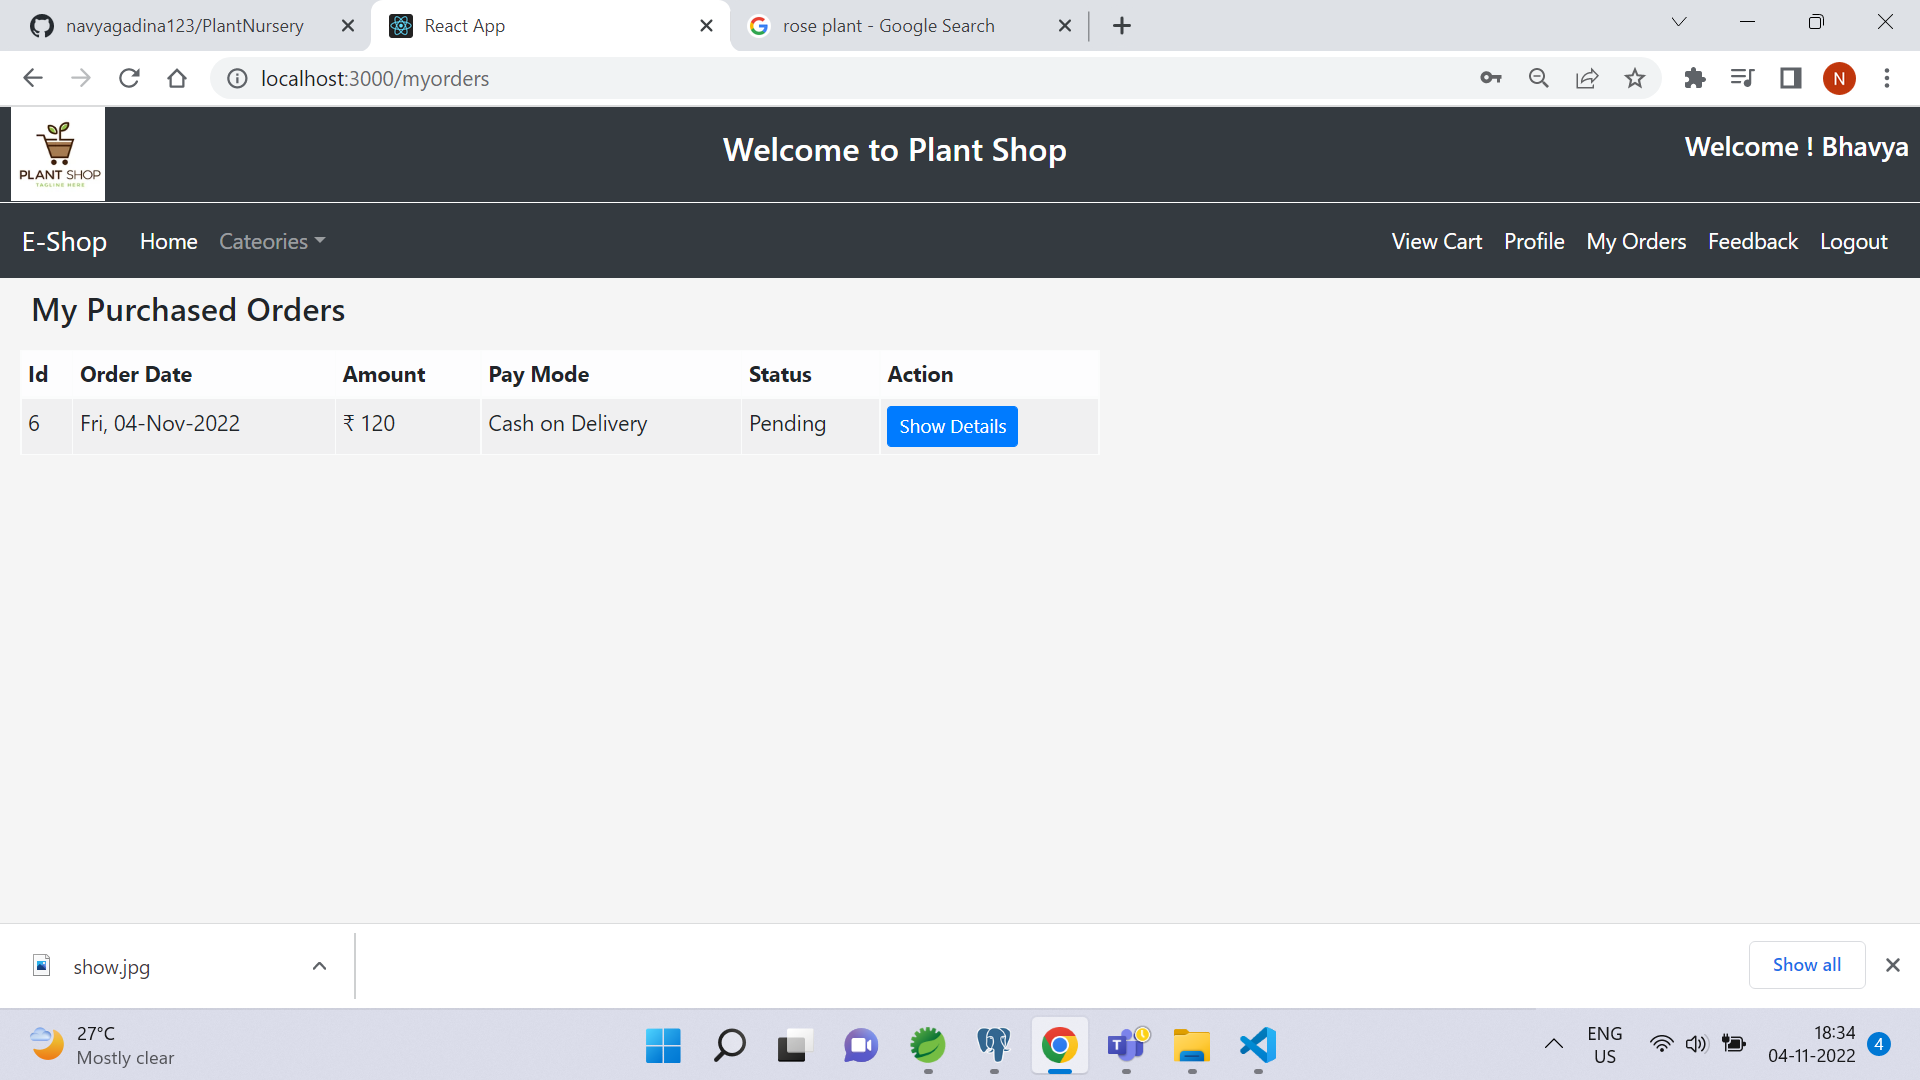 navyagadina123/PlantNursery
React App
rose plant - Google Search
localhost:3000/myorders
N
PLANT SHOP
TAGLINE HERE
Welcome to Plant Shop
Welcome ! Bhavya
E-Shop
Home
Cateories
View Cart
Profile
My Orders
Feedback
Logout
My Purchased Orders
Id Order Date Amount Pay Mode Status Action
6 Fri, 04-Nov-2022 ₹ 120 Cash on Delivery Pending Show Details
show.jpg
Show all
27°C
Mostly clear
T
ENG
US
18:34
04-11-2022
4